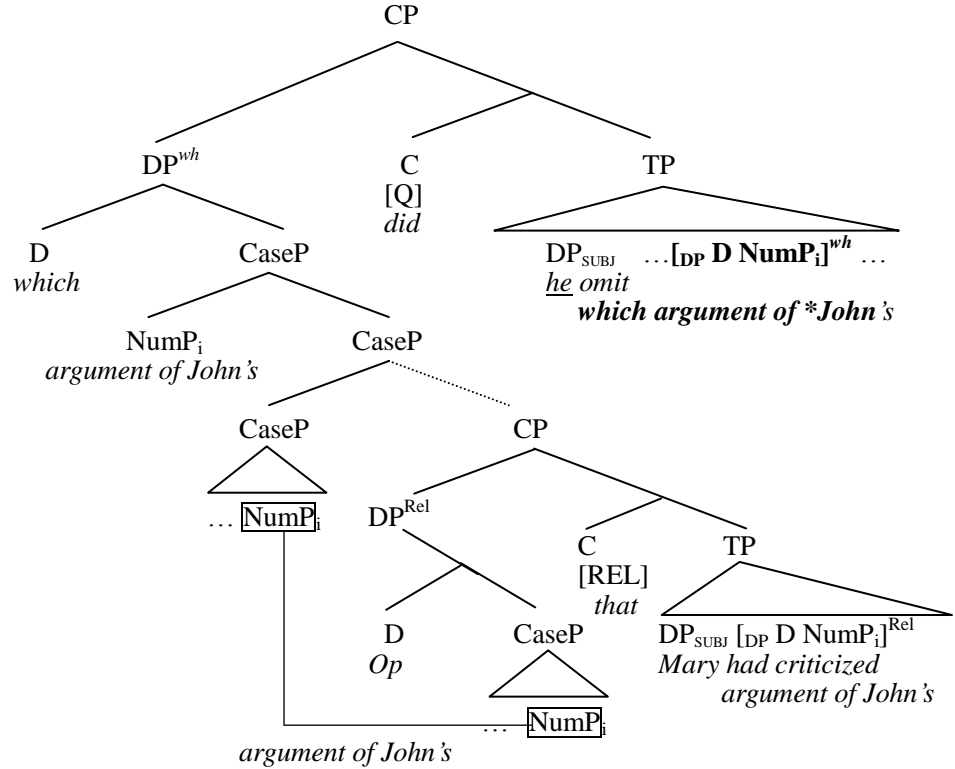 CP
DP^wh C TP
[Q]
did
D CaseP DP_SUBJ …[DP D NumP_i]^wh …
which he omit
which argument of *John's
NumP_i CaseP
argument of John's
CaseP CP
… NumP_i DP^Rel
C TP
[REL]
that
D CaseP DP_SUBJ [DP D NumP_i]^Rel
Op Mary had criticized
argument of John's
… NumP_i
argument of John's